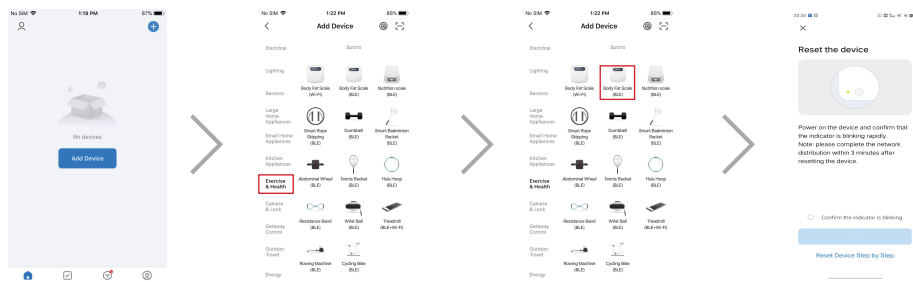 No SIM 1:19 PM 87%
No devices
Add Device
No SIM 1:22 PM 86%
Add Device
Electrical
Sports
Lighting
Sensors
Large
Home
Appliances
Small Home
Appliances
Kitchen
Appliances
Exercise
& Health
Camera
& Lock
Gateway
Control
Outdoor
Travel
Energy
Body Fat Scale
(Wi-Fi)
Body Fat Scale
(BLE)
Nutrition scale
(BLE)
Smart Rope
Skipping
(BLE)
Dumbbell
(BLE)
Smart Badminton
Racket
(BLE)
Abdominal Wheel
(BLE)
Tennis Racket
(BLE)
Hula Hoop
(BLE)
Resistance Band
(BLE)
Wrist Ball
(BLE)
Treadmill
(BLE+Wi-Fi)
Rowing Machine
(BLE)
Cycling Bike
(BLE)
No SIM 1:22 PM 86%
Add Device
Electrical
Sports
Lighting
Sensors
Large
Home
Appliances
Small Home
Appliances
Kitchen
Appliances
Exercise
& Health
Camera
& Lock
Gateway
Control
Outdoor
Travel
Energy
Body Fat Scale
(Wi-Fi)
Body Fat Scale
(BLE)
Nutrition scale
(BLE)
Smart Rope
Skipping
(BLE)
Dumbbell
(BLE)
Smart Badminton
Racket
(BLE)
Abdominal Wheel
(BLE)
Tennis Racket
(BLE)
Hula Hoop
(BLE)
Resistance Band
(BLE)
Wrist Ball
(BLE)
Treadmill
(BLE+Wi-Fi)
Rowing Machine
(BLE)
Cycling Bike
(BLE)
Reset the device
Power on the device and confirm that
the indicator is blinking rapidly.
Note: please complete the network
distribution within 3 minutes after
resetting the device.
Confirm the indicator is blinking
Reset Device Step by Step